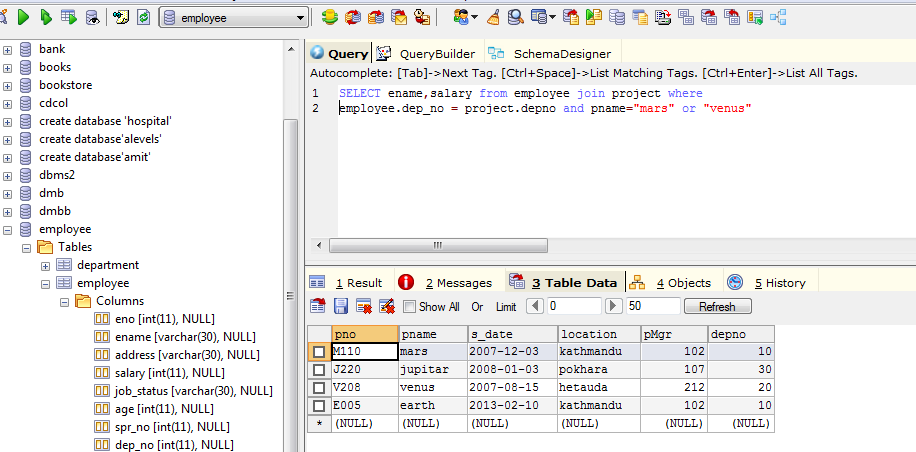 employee
bank
books
bookstore
cdcol
create database 'hospital'
create database'alevels'
create database'amit'
dbms2
dmb
dmbb
employee
Tables
department
employee
Columns
eno [int(11), NULL]
ename [varchar(30), NULL]
address [varchar(30), NULL]
salary [int(11), NULL]
job_status [varchar(30), NULL]
age [int(11), NULL]
spr_no [int(11), NULL]
dep_no [int(11), NULL]
Query QueryBuilder SchemaDesigner
Autocomplete: [Tab]->Next Tag. [Ctrl+Space]->List Matching Tags. [Ctrl+Enter]->List All Tags.
1 SELECT ename,salary from employee join project where
2 employee.dep_no = project.depno and pname="mars" or "venus"
1 Result 2 Messages 3 Table Data 4 Objects 5 History
Show All Or Limit 0 50 Refresh
pno pname s_date location pMgr depno
M110 mars 2007-12-03 kathmandu 102 10
J220 jupitar 2008-01-03 pokhara 107 30
V208 venus 2007-08-15 hetauda 212 20
E005 earth 2013-02-10 kathmandu 102 10
* (NULL) (NULL) (NULL) (NULL) (NULL) (NULL)